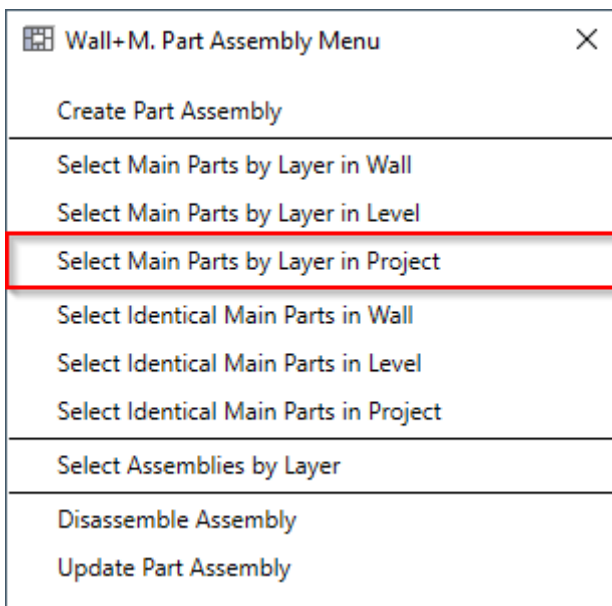 Wall+M. Part Assembly Menu
Create Part Assembly
Select Main Parts by Layer in Wall
Select Main Parts by Layer in Level
Select Main Parts by Layer in Project
Select Identical Main Parts in Wall
Select Identical Main Parts in Level
Select Identical Main Parts in Project
Select Assemblies by Layer
Disassemble Assembly
Update Part Assembly